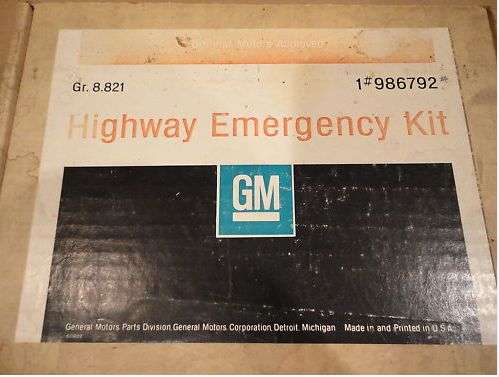 General Motors Approved
Gr. 8.821 1#986792
Highway Emergency Kit
GM
General Motors Parts Division, General Motors Corporation, Detroit, Michigan Made in and Printed in U.S.A.